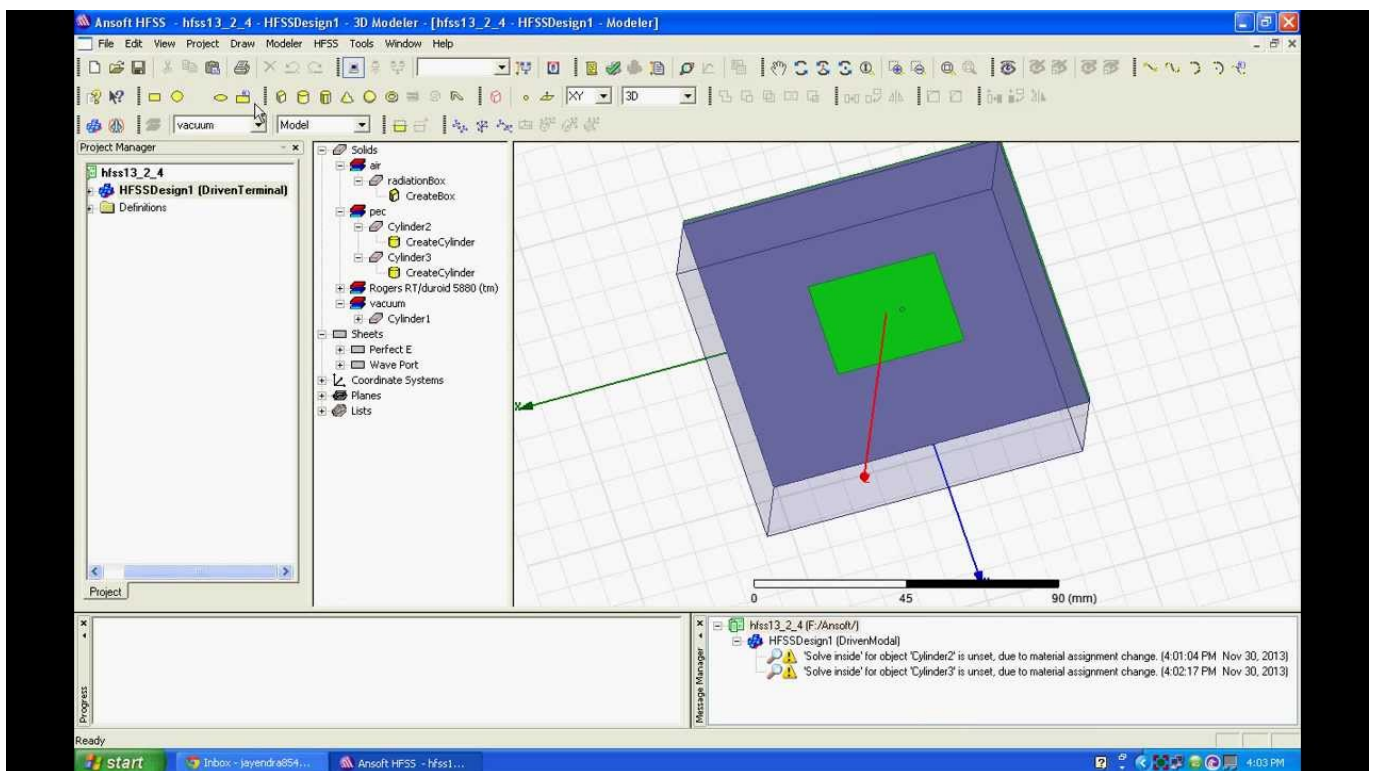 Ansoft HFSS - hfss13_2_4 - HFSSDesign1 - 3D Modeler - [hfss13_2_4 - HFSSDesign1 - Modeler]
File Edit View Project Draw Modeler HFSS Tools Window Help
XY 3D
vacuum Model
Project Manager
hfss13_2_4
HFSSDesign1 (DrivenTerminal)
Definitions
Project
Solids
air
radiationBox
CreateBox
pec
Cylinder2
CreateCylinder
Cylinder3
CreateCylinder
Rogers RT/duroid 5880 (tm)
vacuum
Cylinder1
Sheets
Perfect E
Wave Port
Coordinate Systems
Planes
Lists
0 45 90 (mm)
Progress
Message Manager
hfss13_2_4 (F:/Ansoft/)
HFSSDesign1 (DrivenModal)
'Solve inside' for object 'Cylinder2' is unset, due to material assignment change. (4:01:04 PM Nov 30, 2013)
'Solve inside' for object 'Cylinder3' is unset, due to material assignment change. (4:02:17 PM Nov 30, 2013)
Ready
start Inbox - jayendra854... Ansoft HFSS - hfss1... 4:03 PM